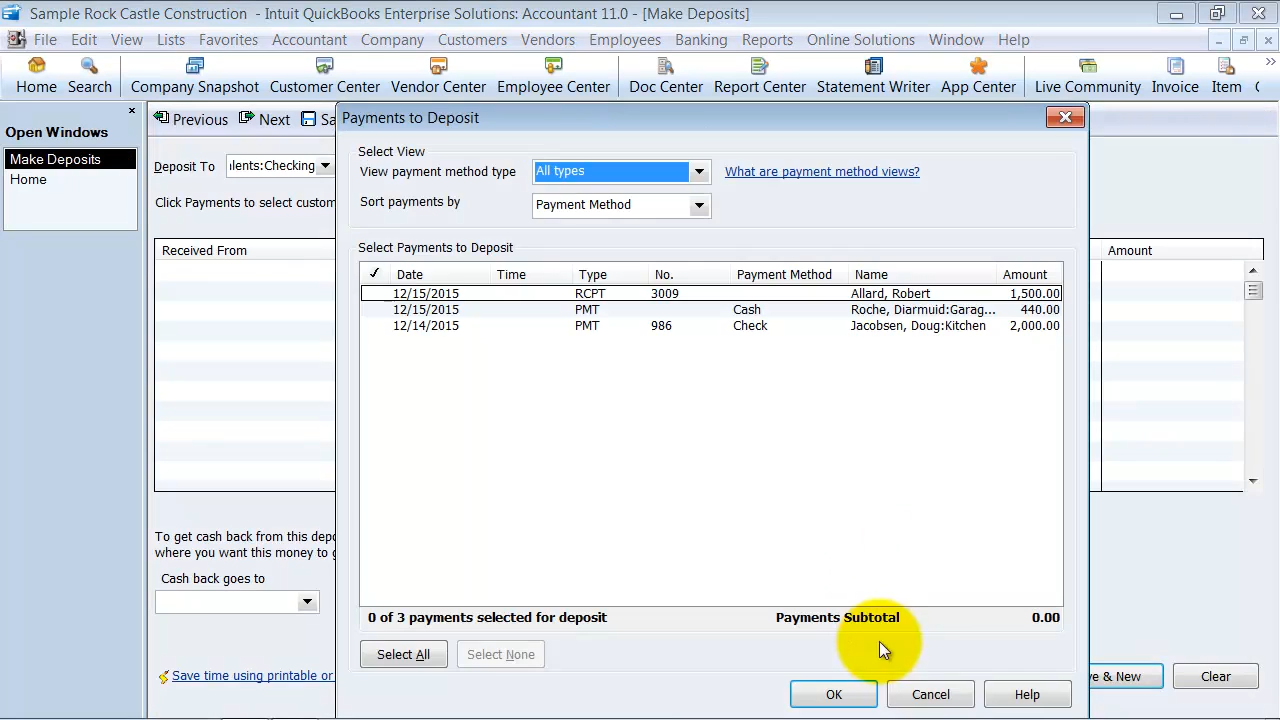 Sample Rock Castle Construction - Intuit QuickBooks Enterprise Solutions: Accountant 11.0 - [Make Deposits]
File Edit View Lists Favorites Accountant Company Customers Vendors Employees Banking Reports Online Solutions Window Help
Home Search Company Snapshot Customer Center Vendor Center Employee Center Doc Center Report Center Statement Writer App Center Live Community Invoice Item
Open Windows
Make Deposits
Home
Previous Next
Deposit To
Click Payments to select
Received From
To get cash back from this
where you want this money to
Cash back goes to
Save time using printable or
Payments to Deposit
Select View
View payment method type All types What are payment method views?
Sort payments by Payment Method
Select Payments to Deposit
✓ Date Time Type No. Payment Method Name Amount
12/15/2015 RCPT 3009 Allard, Robert 1,500.00
12/15/2015 PMT Cash Roche, Diarmuid:Garag... 440.00
12/14/2015 PMT 986 Check Jacobsen, Doug:Kitchen 2,000.00
0 of 3 payments selected for deposit Payments Subtotal 0.00
Select All Select None
OK Cancel Help
Amount
& New Clear